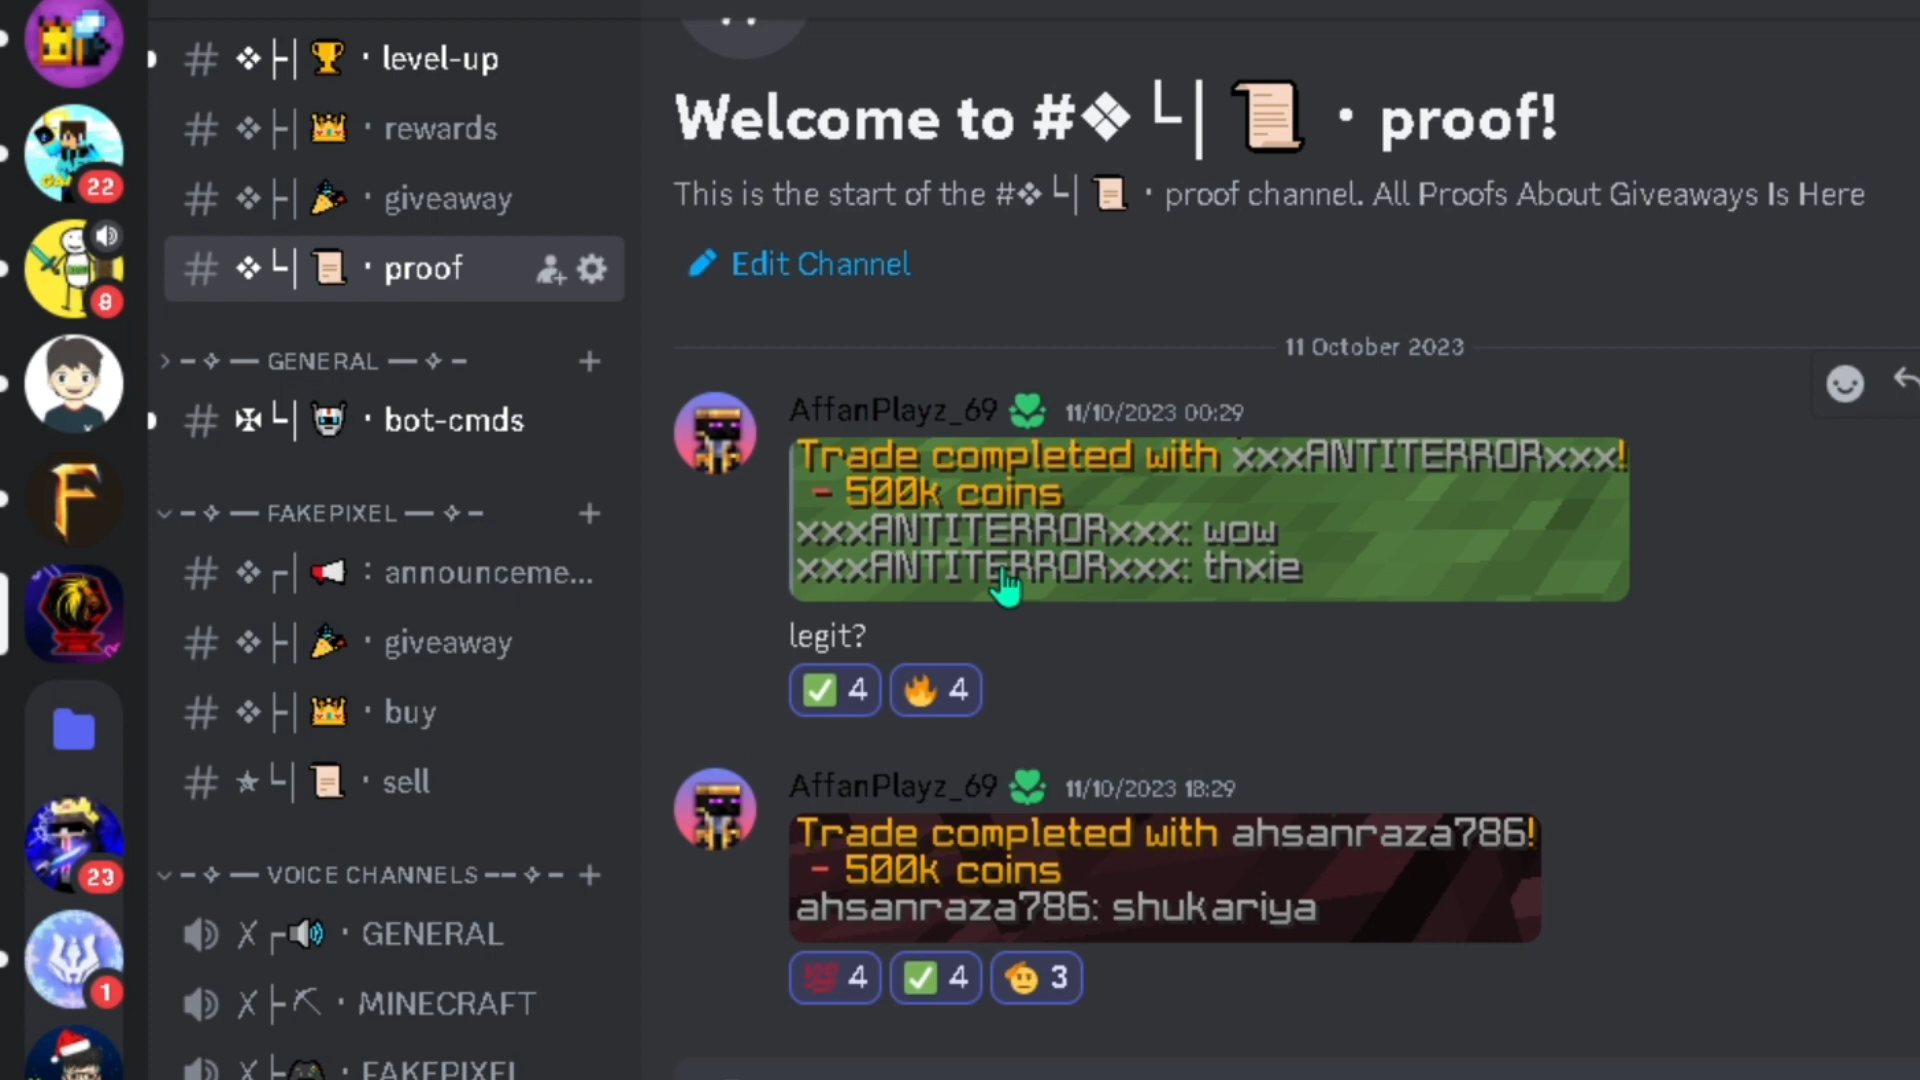 level-up
rewards
giveaway
proof
GENERAL
bot-cmds
FAKEPIXEL
announceme...
giveaway
buy
sell
VOICE CHANNELS
GENERAL
MINECRAFT
FAKEPIXEL
22
8
23
1
Welcome to # · proof!
This is the start of the # · proof channel. All Proofs About Giveaways Is Here
Edit Channel
11 October 2023
AffanPlayz_69 11/10/2023 00:29
Trade completed with xxxANTITERRORxxx!
- 500k coins
xxxANTITERRORxxx: wow
xxxANTITERRORxxx: thxie
legit?
4 4
AffanPlayz_69 11/10/2023 18:29
Trade completed with ahsanraza786!
- 500k coins
ahsanraza786: shukariya
4 4 3